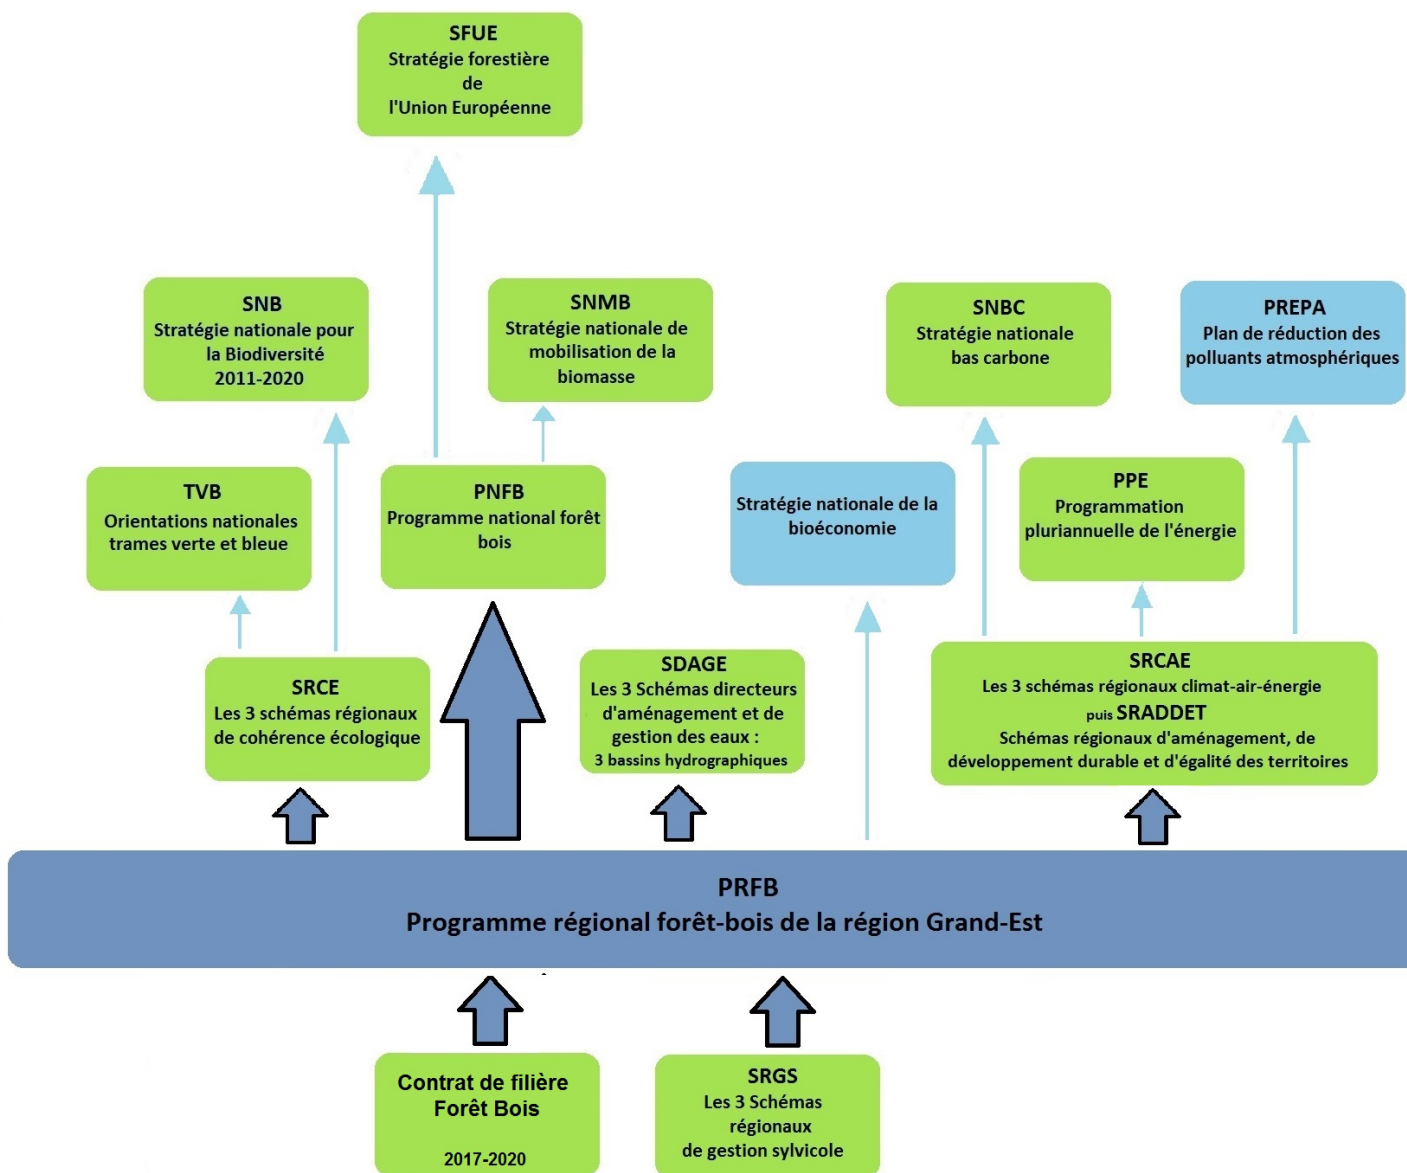 SFUE
Stratégie forestière
de
l'Union Européenne
SNB
Stratégie nationale pour
la Biodiversité
2011-2020
SNMB
Stratégie nationale de
mobilisation de la
biomasse
SNBC
Stratégie nationale
bas carbone
PREPA
Plan de réduction des
polluants atmosphériques
TVB
Orientations nationales
trames verte et bleue
PNFB
Programme national forêt
bois
Stratégie nationale de la
bioéconomie
PPE
Programmation
pluriannuelle de l'énergie
SRCE
Les 3 schémas régionaux
de cohérence écologique
SDAGE
Les 3 Schémas directeurs
d'aménagement et de
gestion des eaux :
3 bassins hydrographiques
SRCAE
Les 3 schémas régionaux climat-air-énergie
puis SRADDET
Schémas régionaux d'aménagement, de
développement durable et d'égalité des territoires
PRFB
Programme régional forêt-bois de la région Grand-Est
Contrat de filière
Forêt Bois
2017-2020
SRGS
Les 3 Schémas
régionaux
de gestion sylvicole